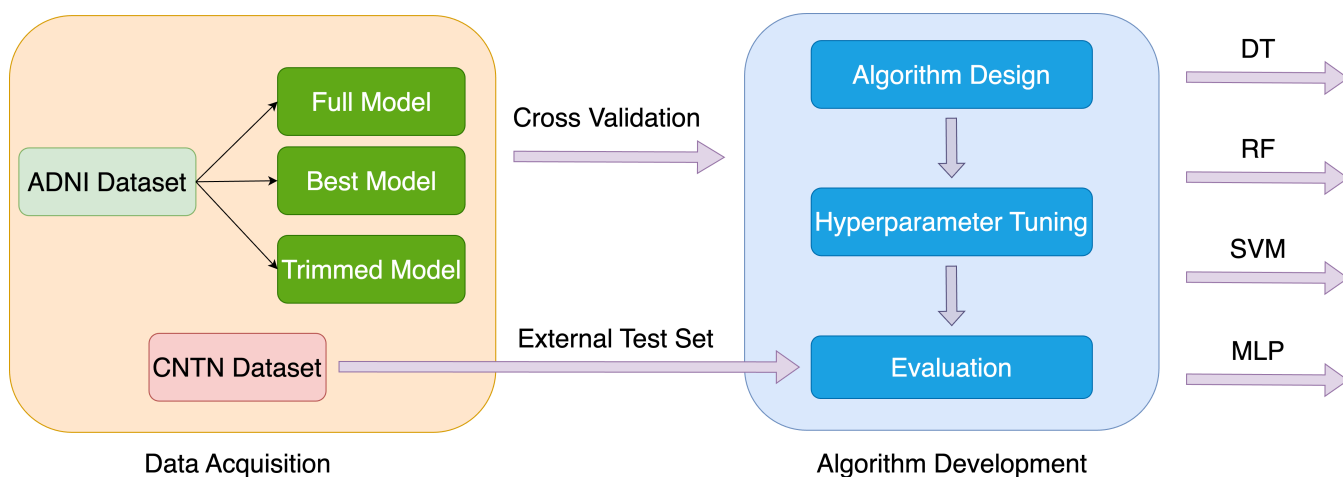 ADNI Dataset
Full Model
Best Model
Trimmed Model
CNTN Dataset
Data Acquisition
Cross Validation
External Test Set
Algorithm Design
Hyperparameter Tuning
Evaluation
Algorithm Development
DT
RF
SVM
MLP